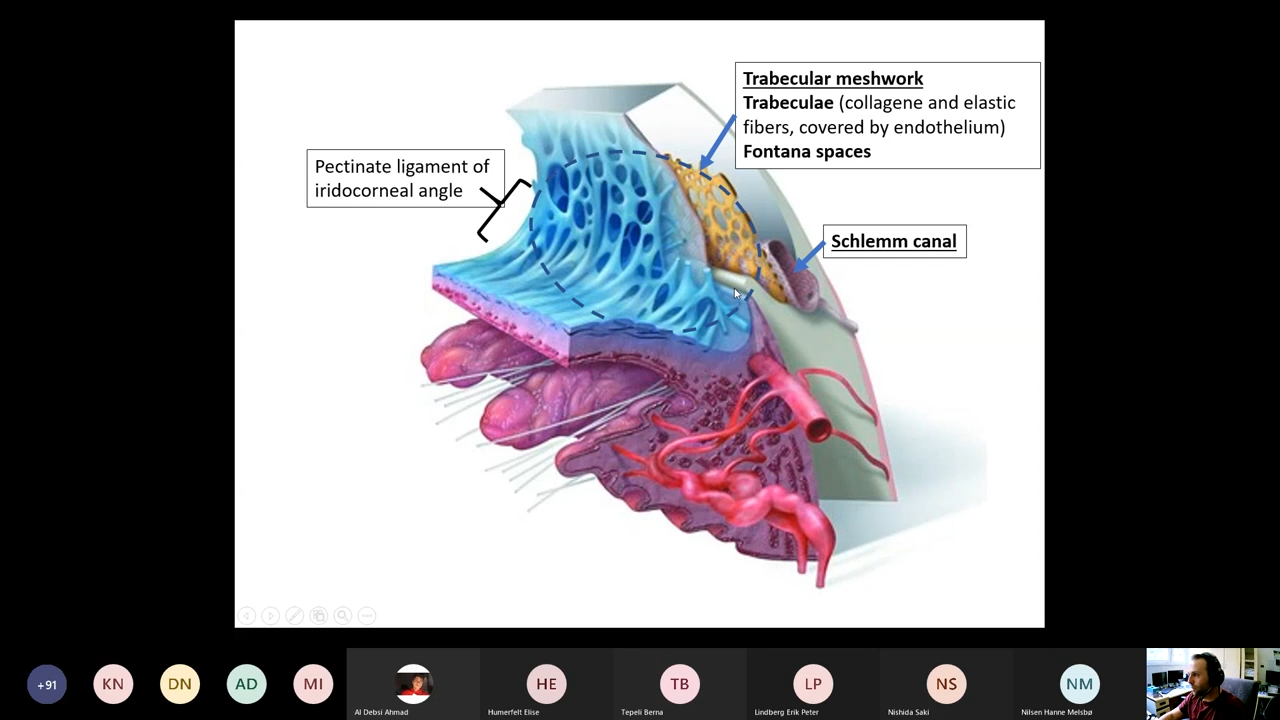 Trabecular meshwork
Trabeculae (collagene and elastic
fibers, covered by endothelium)
Fontana spaces
Pectinate ligament of
iridocorneal angle
Schlemm canal
+91
KN
DN
AD
MI
HE
TB
LP
NS
NM
Al Debsi Ahmad
Humerfelt Elise
Tepeli Berna
Lindberg Erik Peter
Nishida Saki
Nilsen Hanne Melsbø